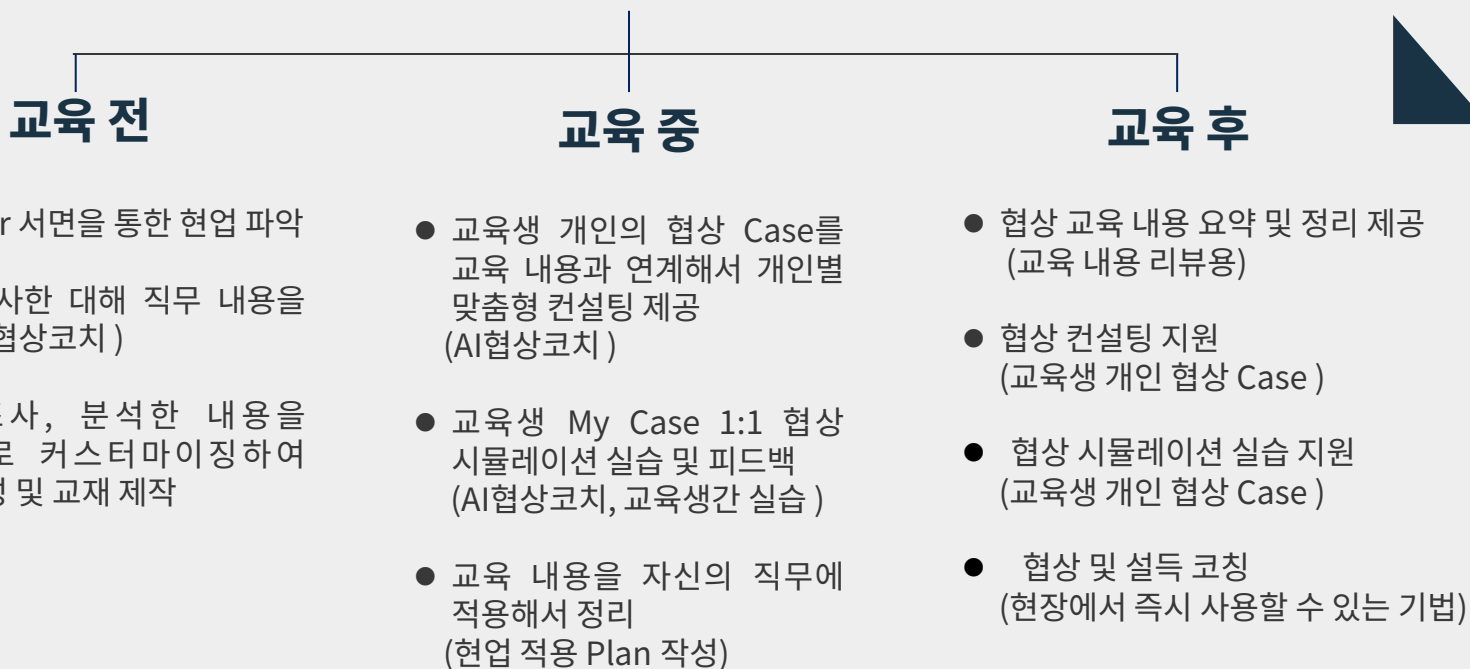 교육 전
r 서면을 통한 현업 파악
사한 대해 직무 내용을
협상코치 )
사, 분석한 내용을
로 커스터마이징하여
및 교재 제작
교육 중
● 교육생 개인의 협상 Case를
교육 내용과 연계해서 개인별
맞춤형 컨설팅 제공
(AI협상코치 )
● 교육생 My Case 1:1 협상
시뮬레이션 실습 및 피드백
(AI협상코치, 교육생간 실습 )
● 교육 내용을 자신의 직무에
적용해서 정리
(현업 적용 Plan 작성)
교육 후
● 협상 교육 내용 요약 및 정리 제공
(교육 내용 리뷰용)
● 협상 컨설팅 지원
(교육생 개인 협상 Case )
● 협상 시뮬레이션 실습 지원
(교육생 개인 협상 Case )
● 협상 및 설득 코칭
(현장에서 즉시 사용할 수 있는 기법)